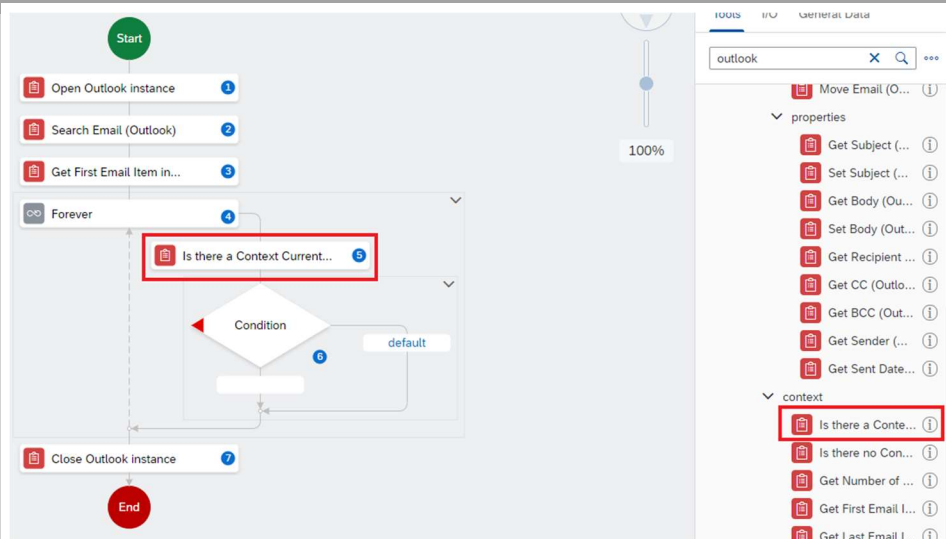 Start
Open Outlook instance 1
Search Email (Outlook) 2
Get First Email Item in... 3
Forever 4
Is there a Context Current... 5
Condition
default
6
Close Outlook instance 7
End
100%
Tools I/O General Data
outlook
Move Email (O...
properties
Get Subject (...
Set Subject (...
Get Body (Ou...
Set Body (Out...
Get Recipient ...
Get CC (Outlo...
Get BCC (Out...
Get Sender (...
Get Sent Date...
context
Is there a Conte...
Is there no Con...
Get Number of ...
Get First Email I...
Get Last Email I...